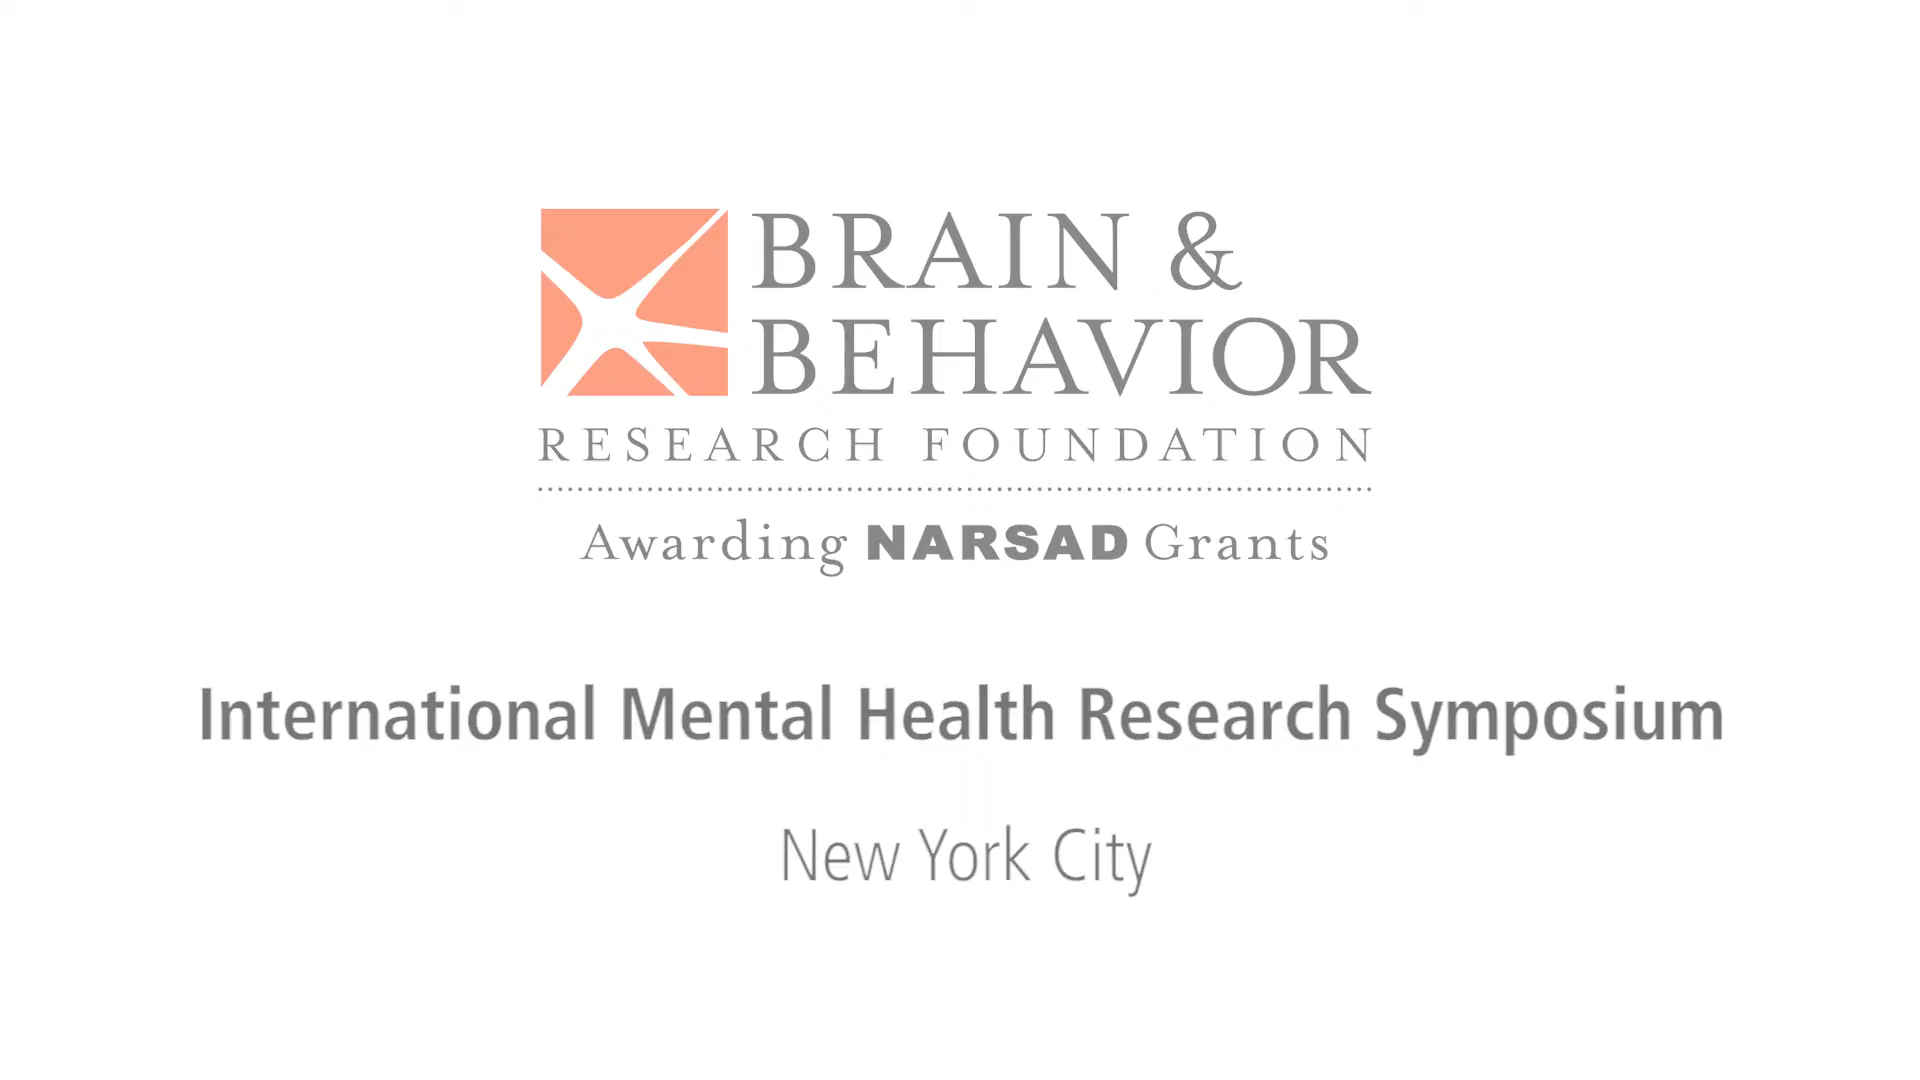 BRAIN &
BEHAVIOR
RESEARCH FOUNDATION
Awarding NARSAD Grants
International Mental Health Research Symposium
New York City